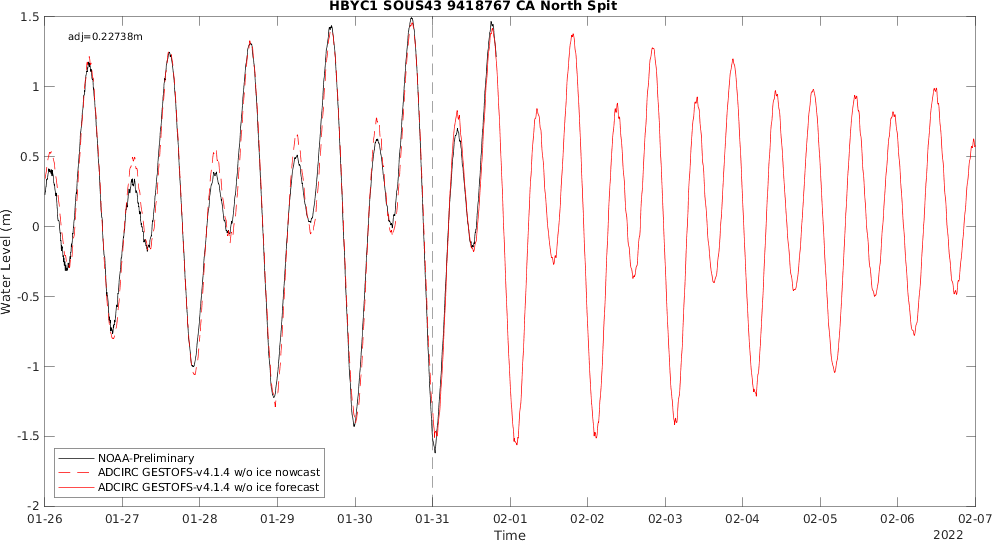 HBYC1 SOUS43 9418767 CA North Spit
adj=0.22738m
1.5
1
0.5
0
-0.5
-1
-1.5
-2
Water Level (m)
NOAA-Preliminary
ADCIRC GESTOFS-v4.1.4 w/o ice nowcast
ADCIRC GESTOFS-v4.1.4 w/o ice forecast
01-26 01-27 01-28 01-29 01-30 01-31 02-01 02-02 02-03 02-04 02-05 02-06 02-07
Time
2022